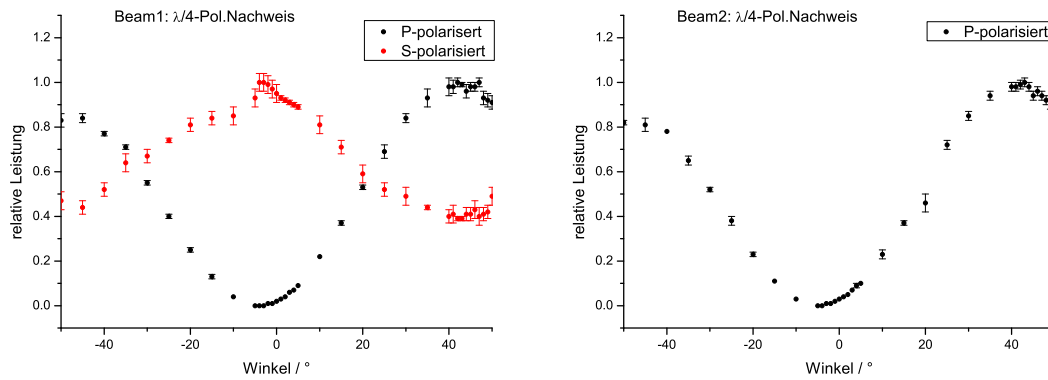 Beam1: λ/4-Pol.Nachweis
P-polarisert
S-polarisiert
relative Leistung
1.2
1.0
0.8
0.6
0.4
0.2
0.0
-40 -20 0 20 40
Winkel / °
Beam2: λ/4-Pol.Nachweis
P-polarisiert
relative Leistung
1.2
1.0
0.8
0.6
0.4
0.2
0.0
-40 -20 0 20 40
Winkel / °